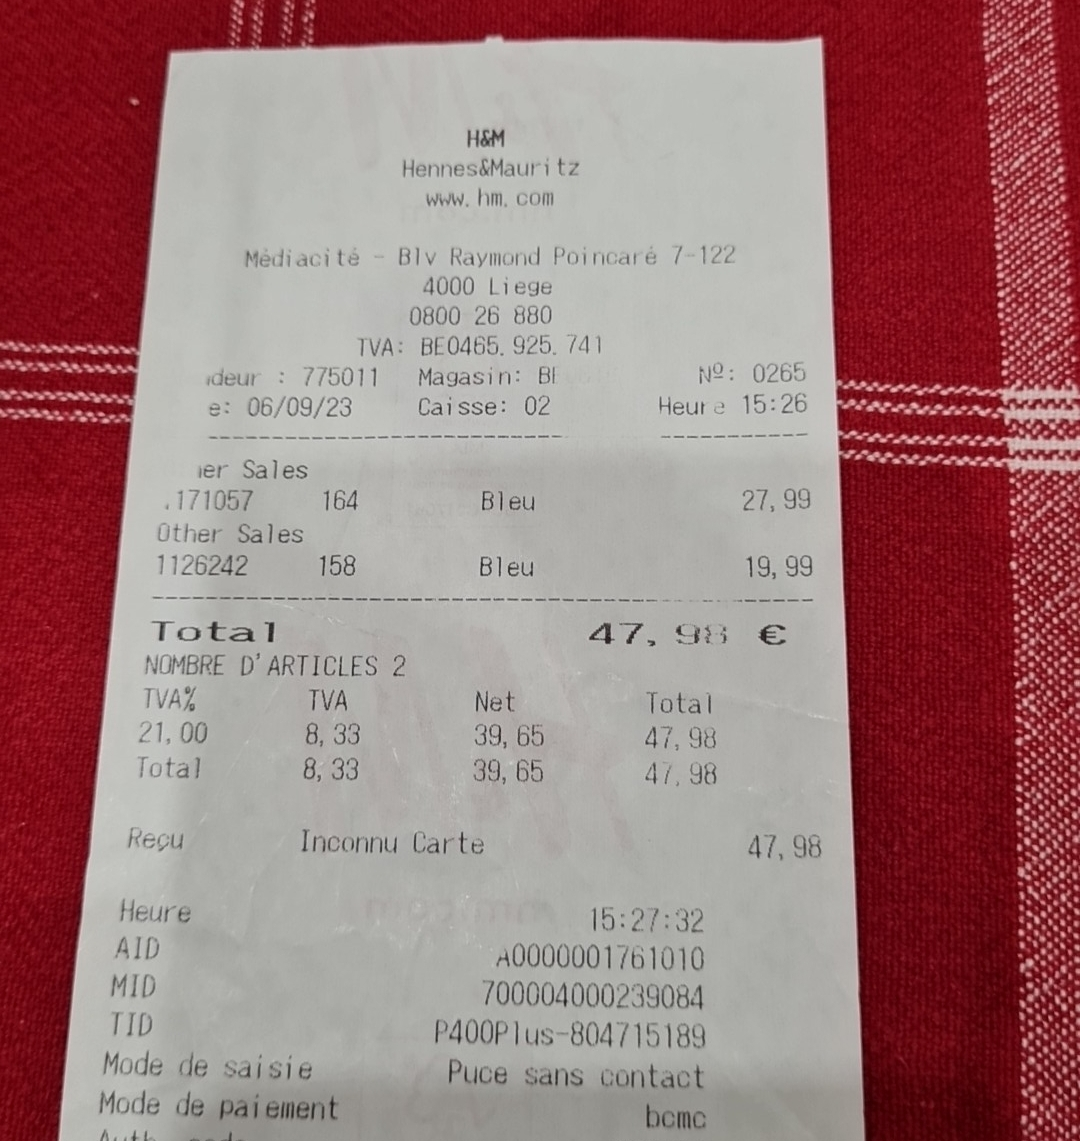 H&M
Hennes&Mauritz
www.hm.com
Médiacité - Blv Raymond Poincaré 7-122
4000 Liege
0800 26 880
TVA: BE0465.925.741
deur : 775011 Magasin: BE Nº: 0265
e: 06/09/23 Caisse: 02 Heure 15:26
er Sales
171057 164 Bleu 27,99
Other Sales
1126242 158 Bleu 19,99
Total 47,98 €
NOMBRE D'ARTICLES 2
TVA% TVA Net Total
21,00 8,33 39,65 47,98
Total 8,33 39,65 47,98
Reçu Inconnu Carte 47,98
Heure 15:27:32
AID A0000001761010
MID 700004000239084
TID P400Plus-804715189
Mode de saisie Puce sans contact
Mode de paiement bcmc